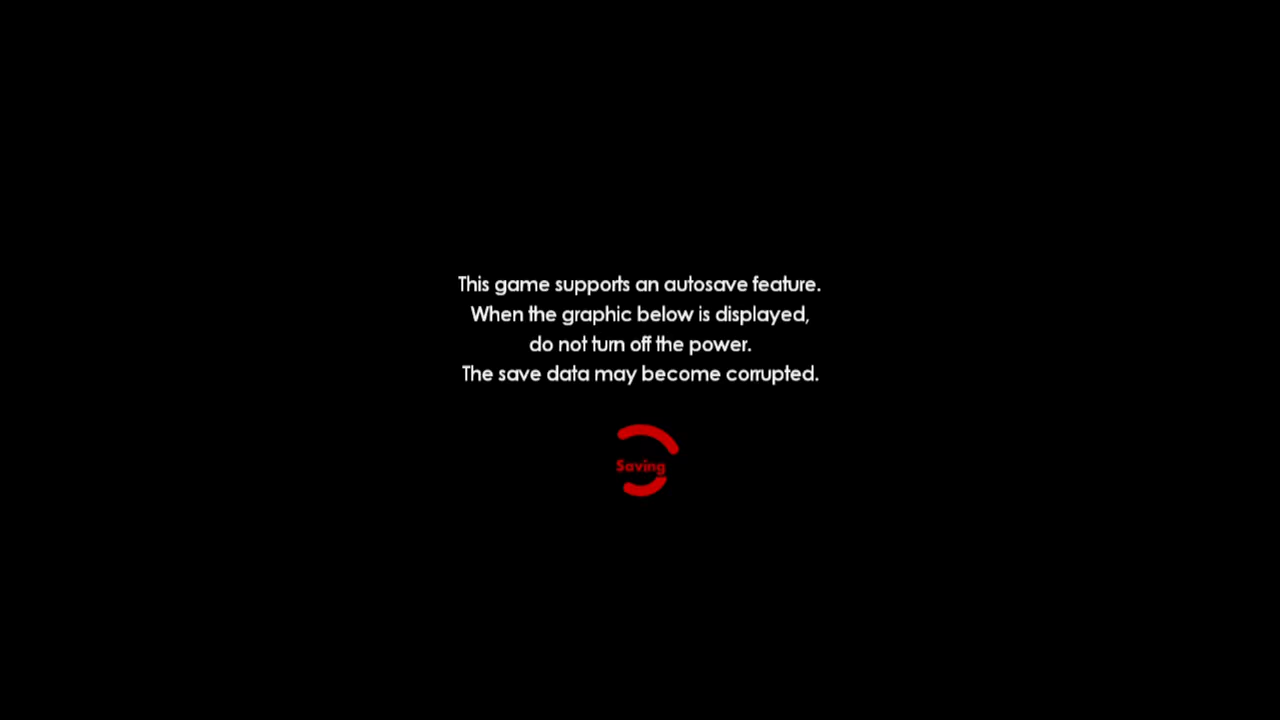 This game supports an autosave feature.
When the graphic below is displayed,
do not turn off the power.
The save data may become corrupted.
Saving